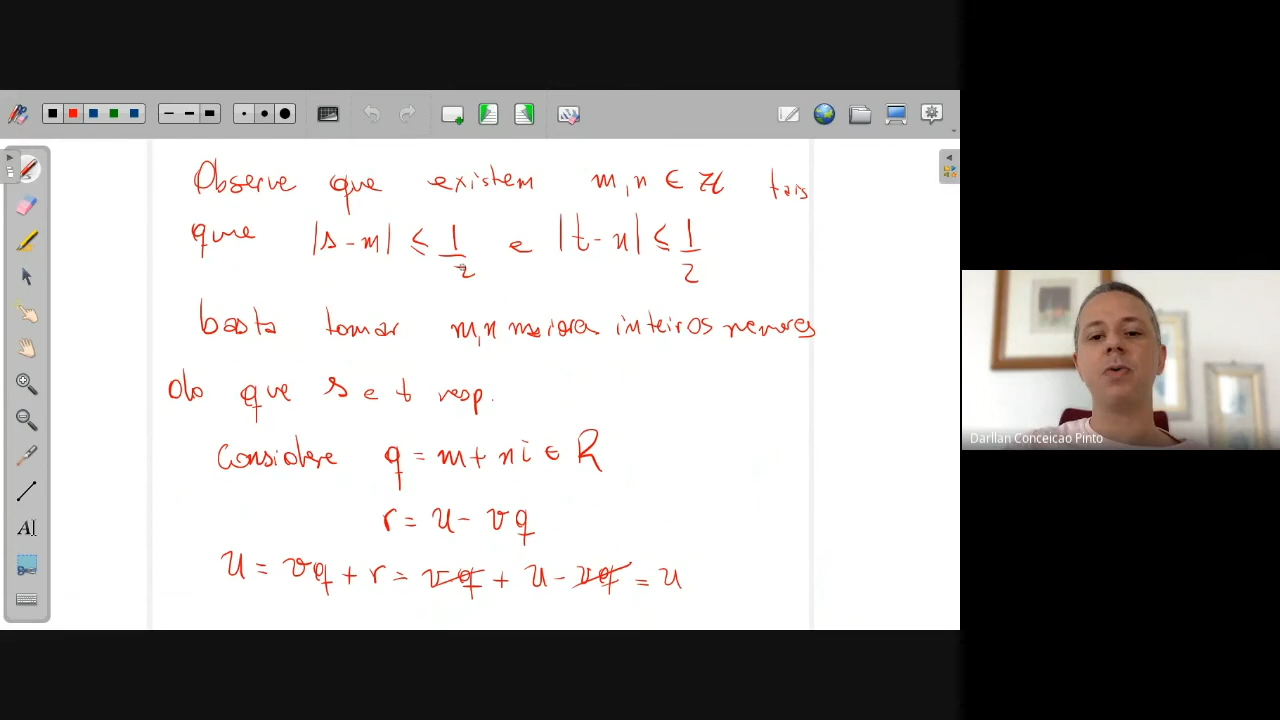 Observe que existem m, n ∈ ℤ tais
que |s - m| ≤ 1/2 e |t - n| ≤ 1/2
basta tomar m, n maiores inteiros menores
do que s e t resp.
Considere q = m + ni ∈ R
r = u - vq
u = vq + r = vq + u - vq = u
Darllan Conceicao Pinto